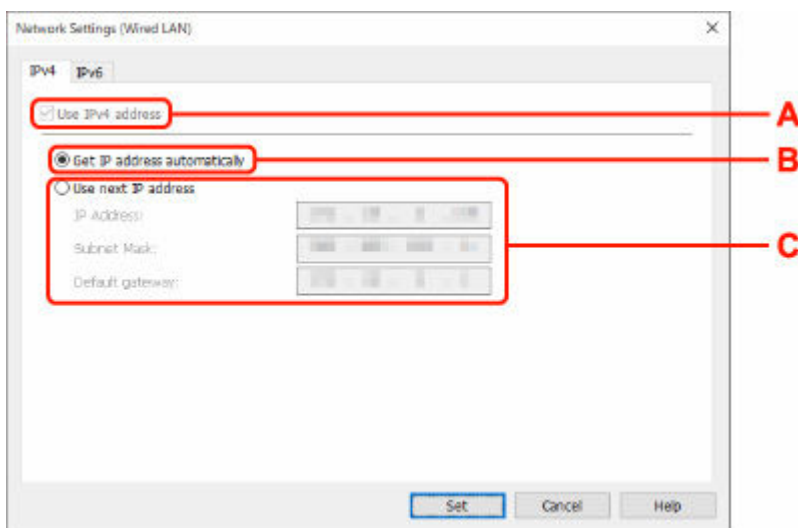 Network Settings (Wired LAN)
IPv4 IPv6
Use IPv4 address
A
Get IP address automatically
B
Use next IP address
IP Address:
Subnet Mask:
C
Default gateway:
Set Cancel Help